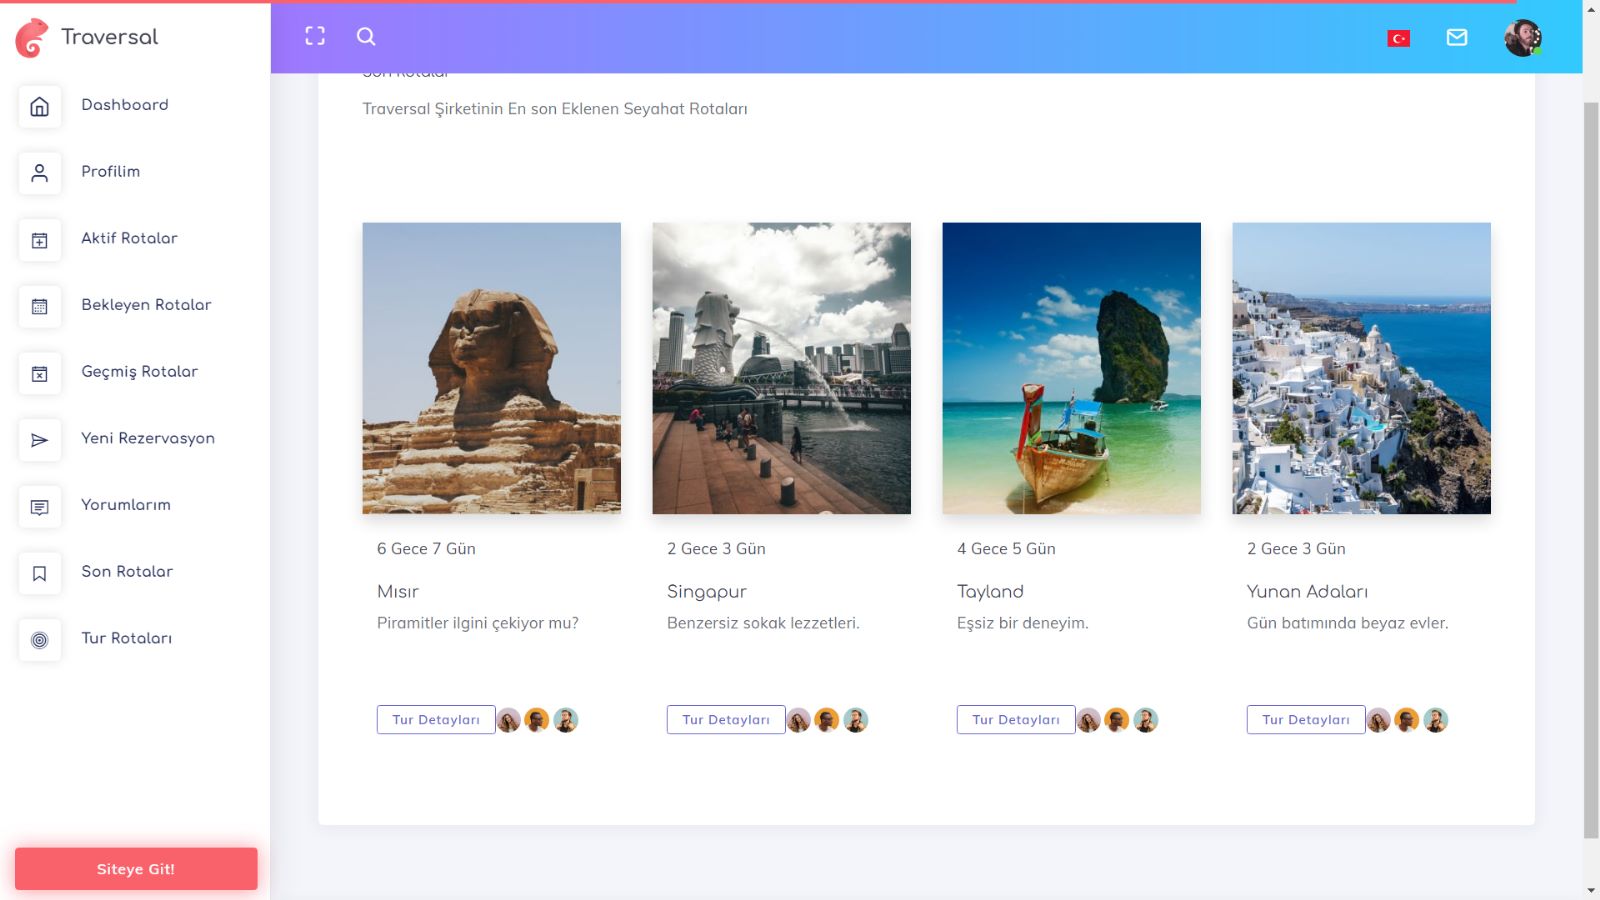 Traversal
Dashboard
Profilim
Aktif Rotalar
Bekleyen Rotalar
Geçmiş Rotalar
Yeni Rezervasyon
Yorumlarım
Son Rotalar
Tur Rotaları
Siteye Git!
Son Rotalar
Traversal Şirketinin En son Eklenen Seyahat Rotaları
6 Gece 7 Gün
Mısır
Piramitler ilgini çekiyor mu?
Tur Detayları
2 Gece 3 Gün
Singapur
Benzersiz sokak lezzetleri.
Tur Detayları
4 Gece 5 Gün
Tayland
Eşsiz bir deneyim.
Tur Detayları
2 Gece 3 Gün
Yunan Adaları
Gün batımında beyaz evler.
Tur Detayları